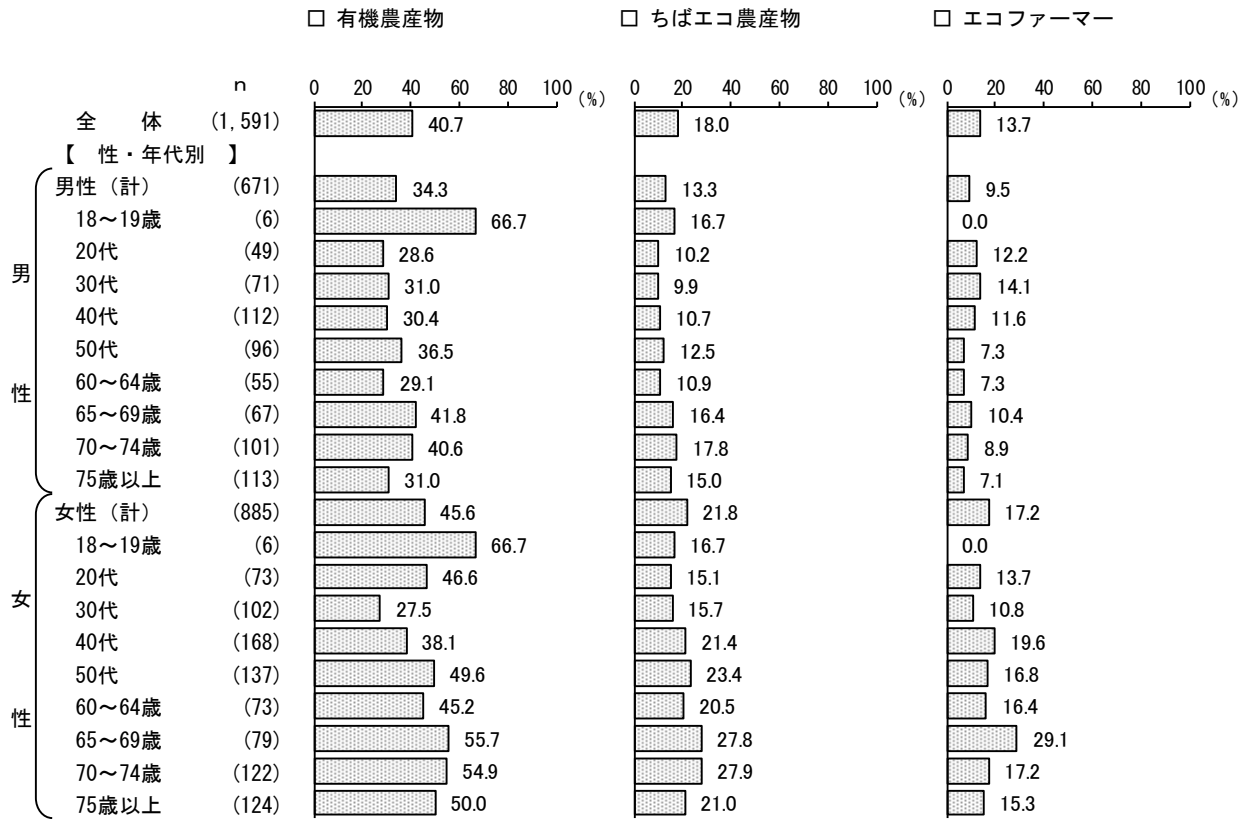 □ 有機農産物 □ ちばエコ農産物 □ エコファーマー
n 0 20 40 60 80 100 (%) 0 20 40 60 80 100 (%) 0 20 40 60 80 100 (%)
全 体 (1,591) 40.7 18.0 13.7
【 性・年代別 】
男性（計） (671) 34.3 13.3 9.5
18～19歳 (6) 66.7 16.7 0.0
20代 (49) 28.6 10.2 12.2
男 30代 (71) 31.0 9.9 14.1
40代 (112) 30.4 10.7 11.6
50代 (96) 36.5 12.5 7.3
性 60～64歳 (55) 29.1 10.9 7.3
65～69歳 (67) 41.8 16.4 10.4
70～74歳 (101) 40.6 17.8 8.9
75歳以上 (113) 31.0 15.0 7.1
女性（計） (885) 45.6 21.8 17.2
18～19歳 (6) 66.7 16.7 0.0
20代 (73) 46.6 15.1 13.7
女 30代 (102) 27.5 15.7 10.8
40代 (168) 38.1 21.4 19.6
50代 (137) 49.6 23.4 16.8
性 60～64歳 (73) 45.2 20.5 16.4
65～69歳 (79) 55.7 27.8 29.1
70～74歳 (122) 54.9 27.9 17.2
75歳以上 (124) 50.0 21.0 15.3